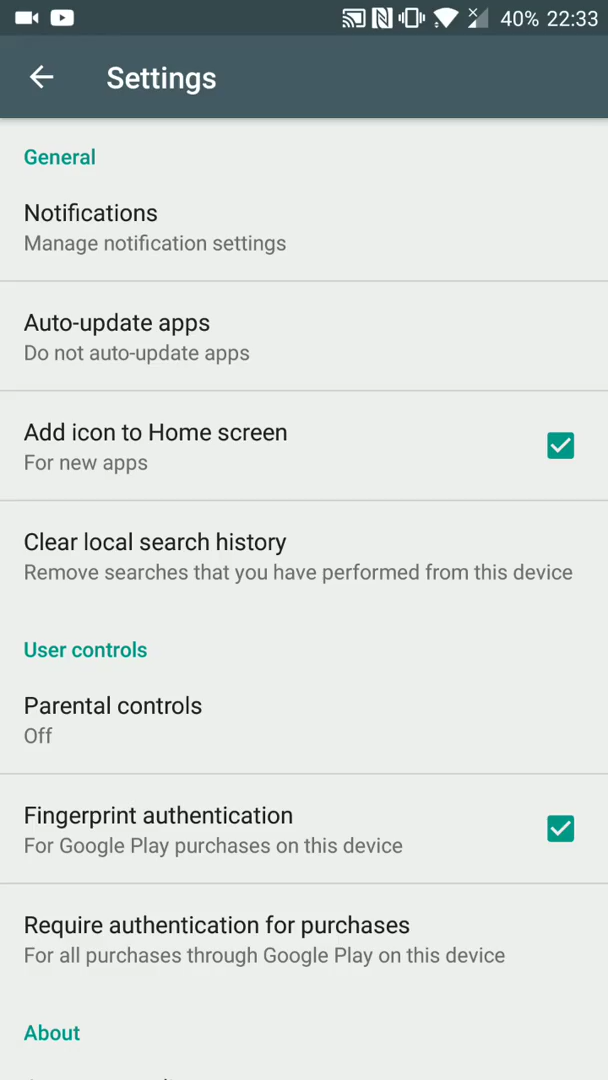 40% 22:33
Settings
General
Notifications
Manage notification settings
Auto-update apps
Do not auto-update apps
Add icon to Home screen
For new apps
Clear local search history
Remove searches that you have performed from this device
User controls
Parental controls
Off
Fingerprint authentication
For Google Play purchases on this device
Require authentication for purchases
For all purchases through Google Play on this device
About